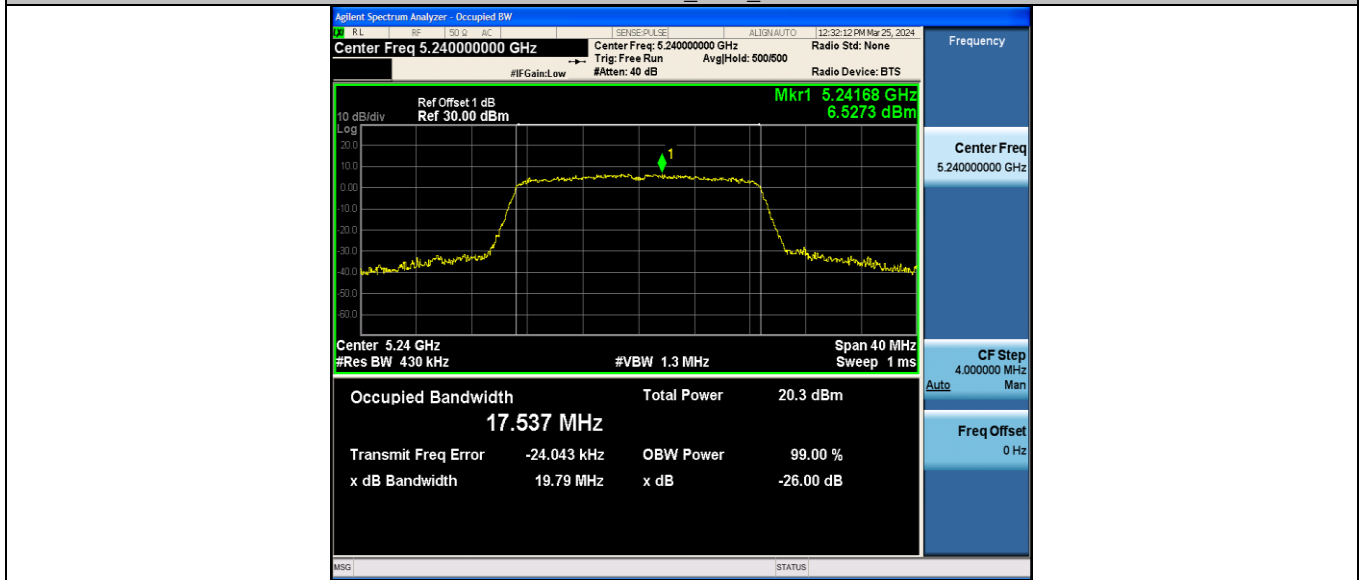 Agilent Spectrum Analyzer - Occupied BW
RL RF 50 Ω AC SENSE:PULSE ALIGN AUTO 12:32:12 PM Mar 25, 2024
Center Freq 5.240000000 GHz
Center Freq: 5.240000000 GHz Radio Std: None
Trig: Free Run Avg|Hold: 500/500
#IFGain:Low #Atten: 40 dB Radio Device: BTS
Frequency
Mkr1 5.24168 GHz
6.5273 dBm
Ref Offset 1 dB
10 dB/div Ref 30.00 dBm
Log
20.0
10.0
0.00
-10.0
-20.0
-30.0
-40.0
-50.0
-60.0
1
Center 5.24 GHz Span 40 MHz
#Res BW 430 kHz #VBW 1.3 MHz Sweep 1 ms
Center Freq
5.240000000 GHz
CF Step
4.000000 MHz
Auto Man
Freq Offset
0 Hz
Occupied Bandwidth Total Power 20.3 dBm
17.537 MHz
Transmit Freq Error -24.043 kHz OBW Power 99.00 %
x dB Bandwidth 19.79 MHz x dB -26.00 dB
MSG STATUS